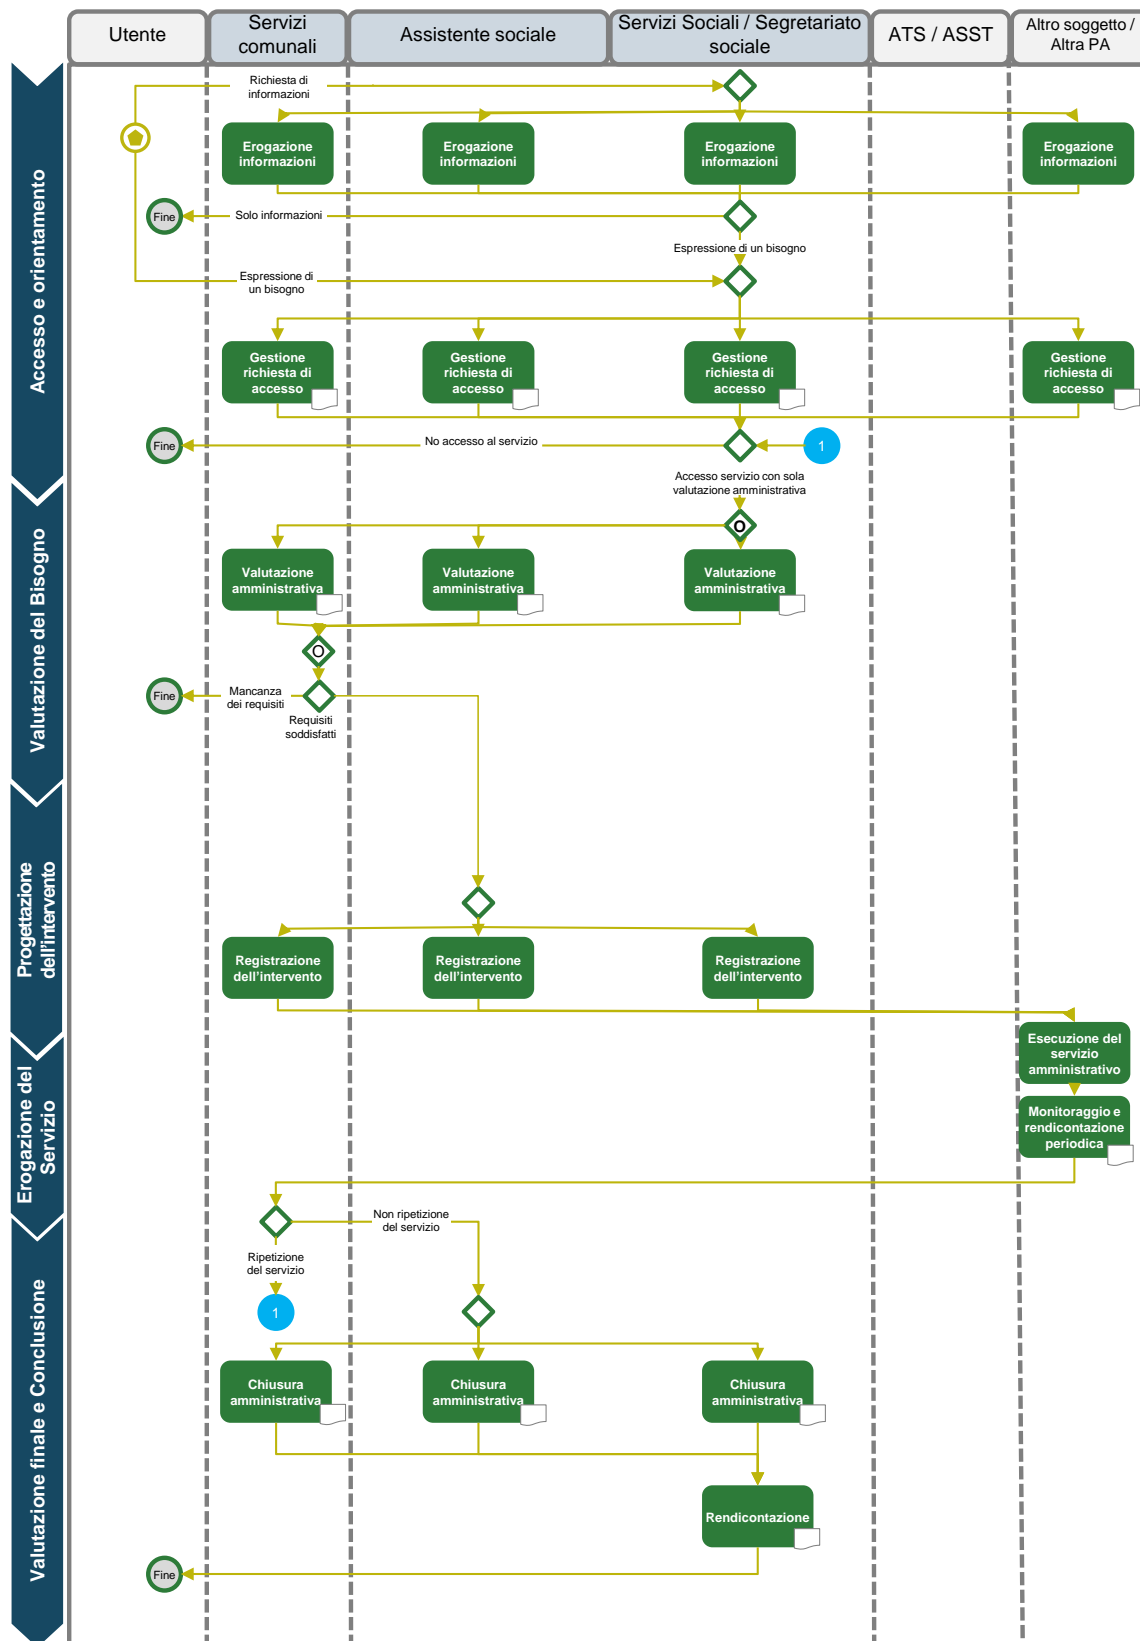 Utente
Servizi
comunali
Assistente sociale
Servizi Sociali / Segretariato
sociale
ATS / ASST
Altro soggetto /
Altra PA
Accesso e orientamento
Richiesta di
informazioni
Erogazione
informazioni
Erogazione
informazioni
Erogazione
informazioni
Erogazione
informazioni
Fine
Solo informazioni
Espressione di un bisogno
Espressione di
un bisogno
Gestione
richiesta di
accesso
Gestione
richiesta di
accesso
Gestione
richiesta di
accesso
Gestione
richiesta di
accesso
Fine
No accesso al servizio
1
Accesso servizio con sola
valutazione amministrativa
Valutazione del Bisogno
O
Valutazione
amministrativa
Valutazione
amministrativa
Valutazione
amministrativa
O
Fine
Mancanza
dei requisiti
Requisiti
soddisfatti
Progettazione
dell'intervento
Registrazione
dell'intervento
Registrazione
dell'intervento
Registrazione
dell'intervento
Erogazione del
Servizio
Esecuzione del
servizio
amministrativo
Monitoraggio e
rendicontazione
periodica
Valutazione finale e Conclusione
Non ripetizione
del servizio
Ripetizione
del servizio
1
Chiusura
amministrativa
Chiusura
amministrativa
Chiusura
amministrativa
Rendicontazione
Fine